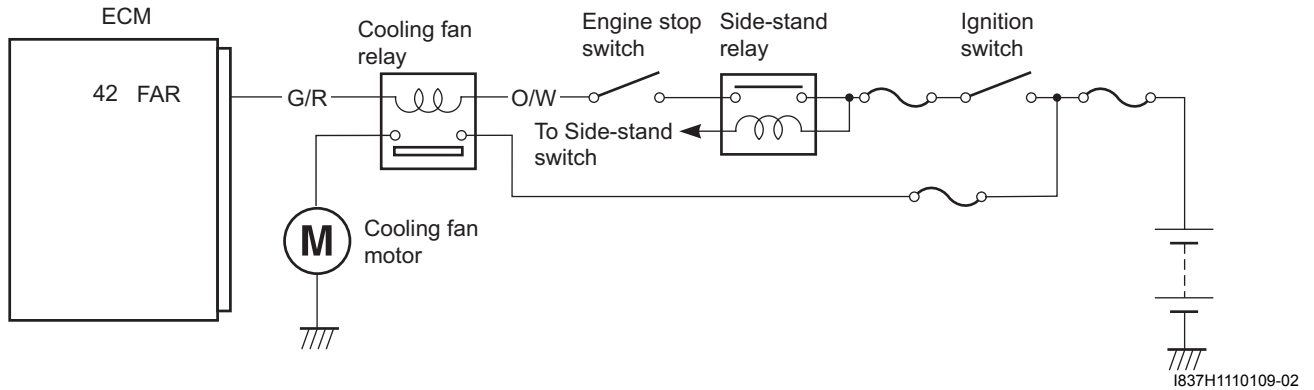 ECM
42 FAR
G/R
Cooling fan
relay
O/W
Engine stop
switch
Side-stand
relay
Ignition
switch
To Side-stand
switch
M
Cooling fan
motor
I837H1110109-02